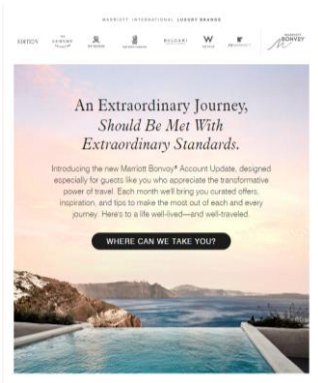 MARRIOTT INTERNATIONAL LUXURY BRANDS
EDITION
BVLGARI
W
MARRIOTT
BONVOY
An Extraordinary Journey,
Should Be Met With
Extraordinary Standards.
Introducing the new Marriott Bonvoy® Account Update, designed
especially for guests like you who appreciate the transformative
power of travel. Each month we'll bring you curated offers,
inspiration, and tips to make the most out of each and every
journey. Here's to a life well-lived—and well-traveled.
WHERE CAN WE TAKE YOU?